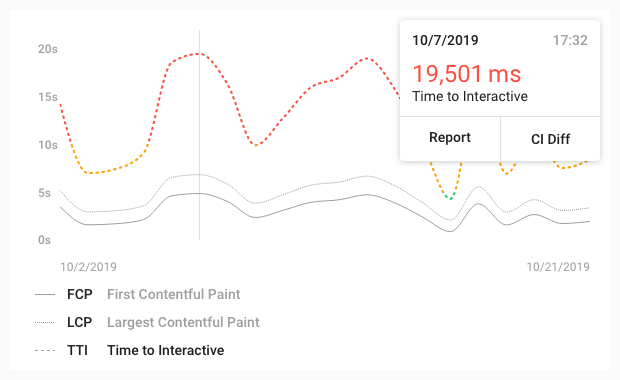 20s
15s
10s
5s
0s
10/2/2019
10/21/2019
10/7/2019 17:32
19,501 ms
Time to Interactive
Report CI Diff
FCP First Contentful Paint
LCP Largest Contentful Paint
TTI Time to Interactive